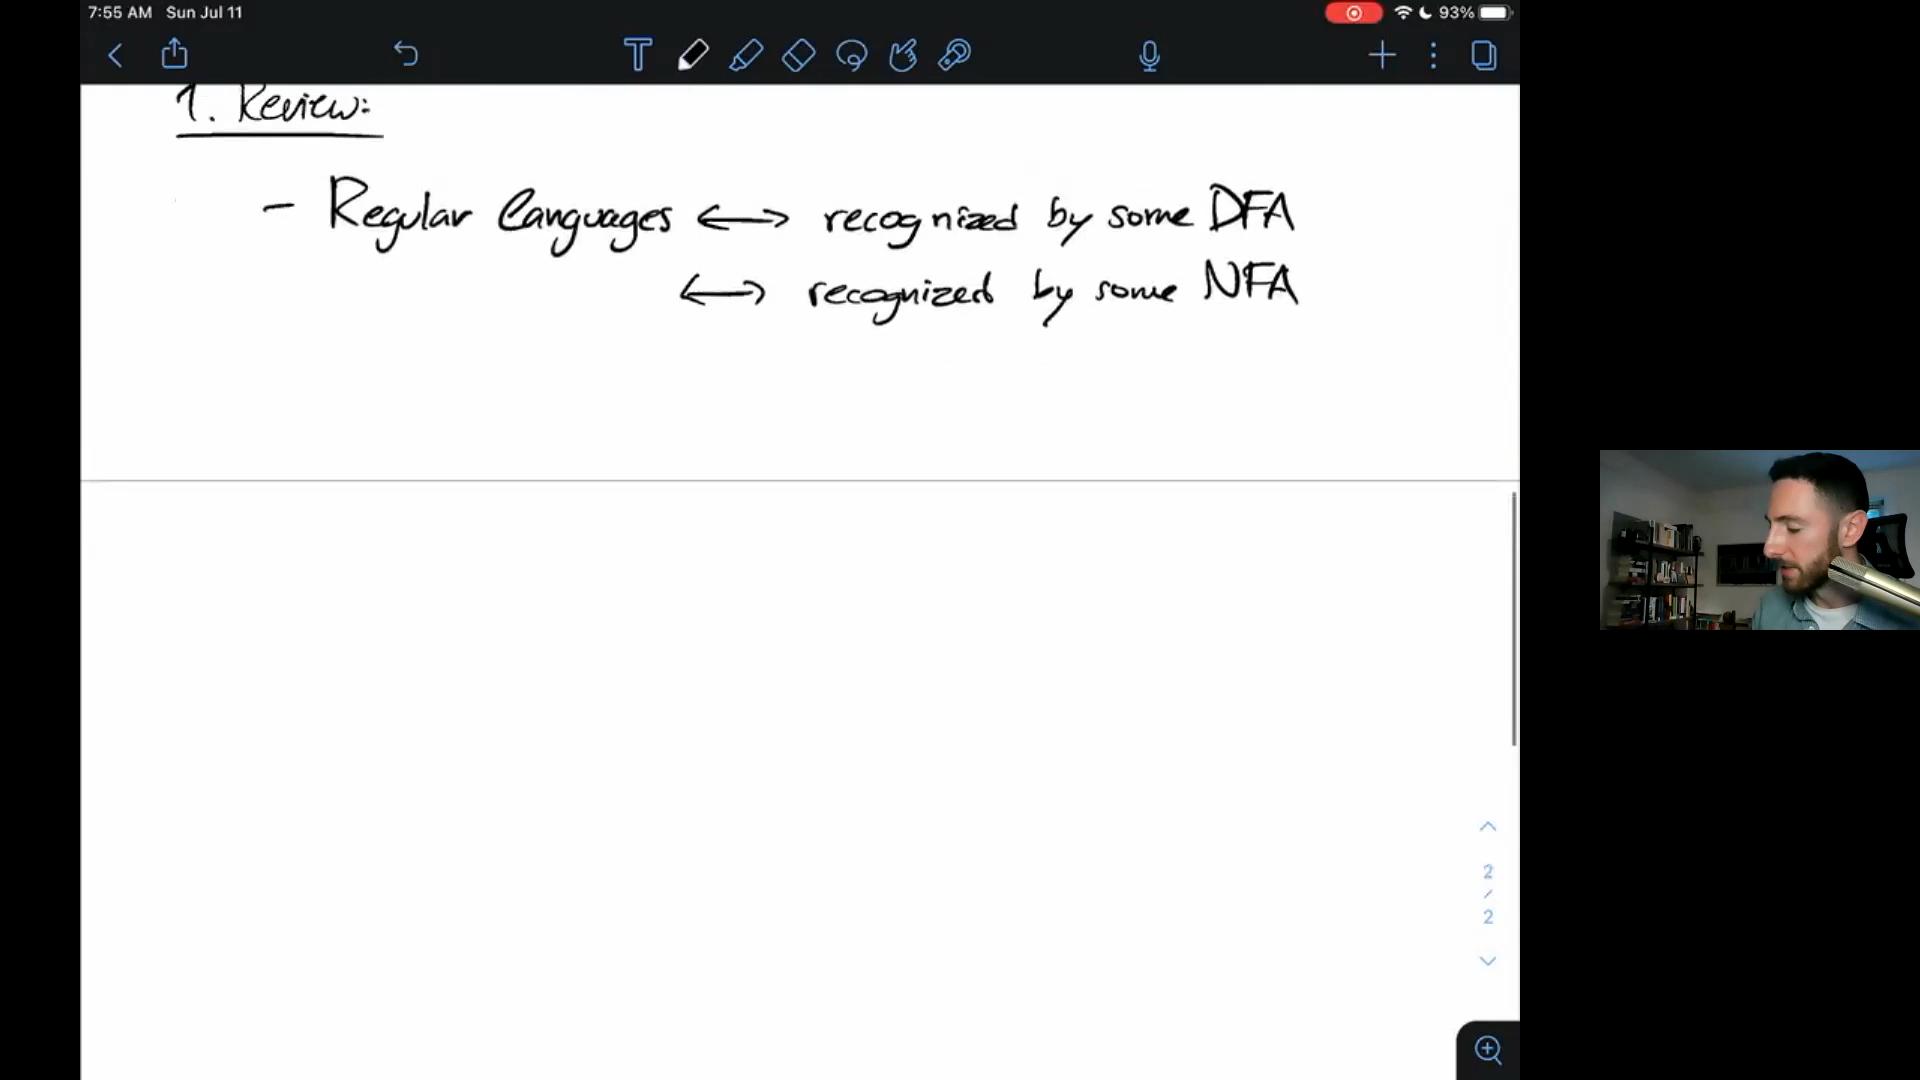 7:55 AM Sun Jul 11 93%
1. Review:
- Regular languages ⟷ recognized by some DFA
⟷ recognized by some NFA
2
/
2